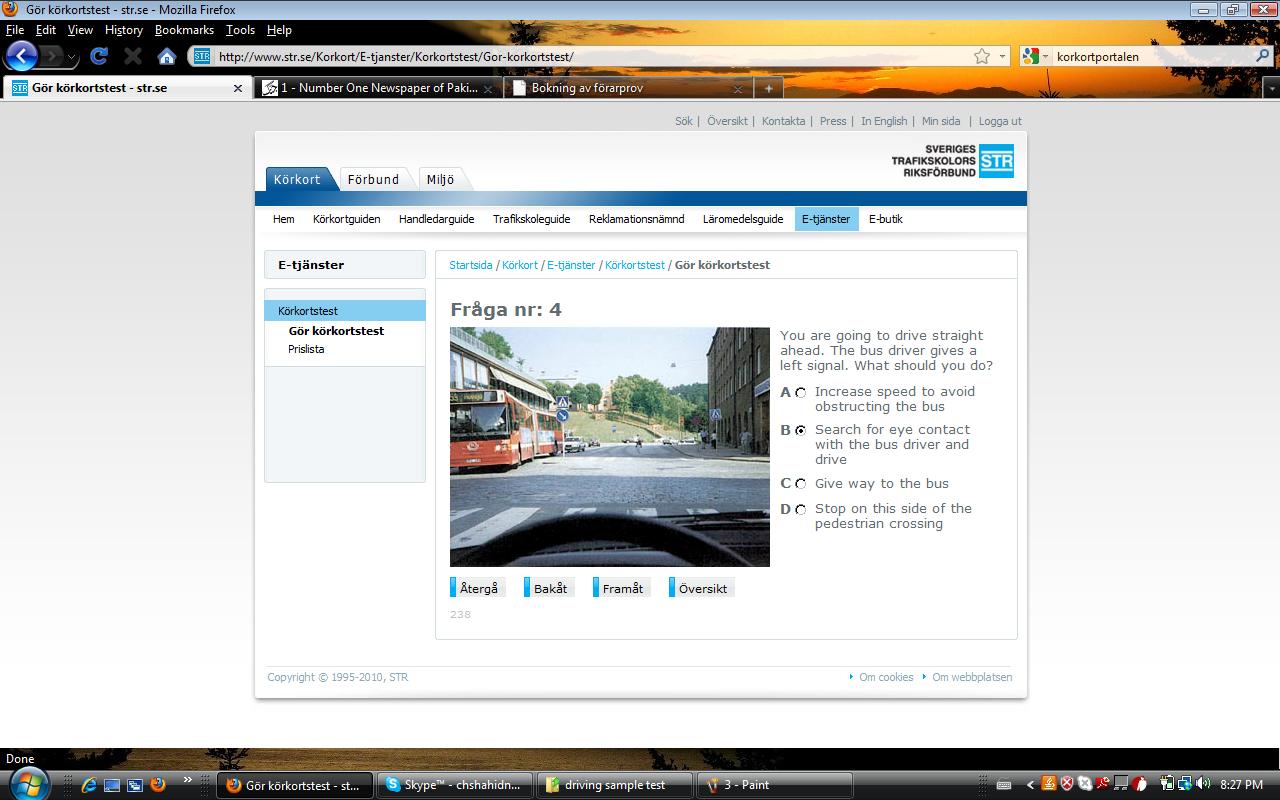 Gör körkortstest - str.se - Mozilla Firefox
File Edit View History Bookmarks Tools Help
STR http://www.str.se/Korkort/E-tjanster/Korkortstest/Gor-korkortstest/ korkortportalen
STR Gör körkortstest - str.se 1 - Number One Newspaper of Paki... Bokning av förarprov
Sök | Översikt | Kontakta | Press | In English | Min sida | Logga ut
SVERIGES
TRAFIKSKOLORS
RIKSFÖRBUND
STR
Körkort Förbund Miljö
Hem Körkortguiden Handledarguide Trafikskoleguide Reklamationsnämnd Läromedelsguide E-tjänster E-butik
E-tjänster
Körkortstest
Gör körkortstest
Prislista
Startsida / Körkort / E-tjänster / Körkortstest / Gör körkortstest
Fråga nr: 4
You are going to drive straight
ahead. The bus driver gives a
left signal. What should you do?
A Increase speed to avoid
obstructing the bus
B Search for eye contact
with the bus driver and
drive
C Give way to the bus
D Stop on this side of the
pedestrian crossing
Återgå Bakåt Framåt Översikt
238
Copyright © 1995-2010, STR
Om cookies Om webbplatsen
Done
Gör körkortstest - st... Skype™ - chshahidn... driving sample test 3 - Paint 8:27 PM